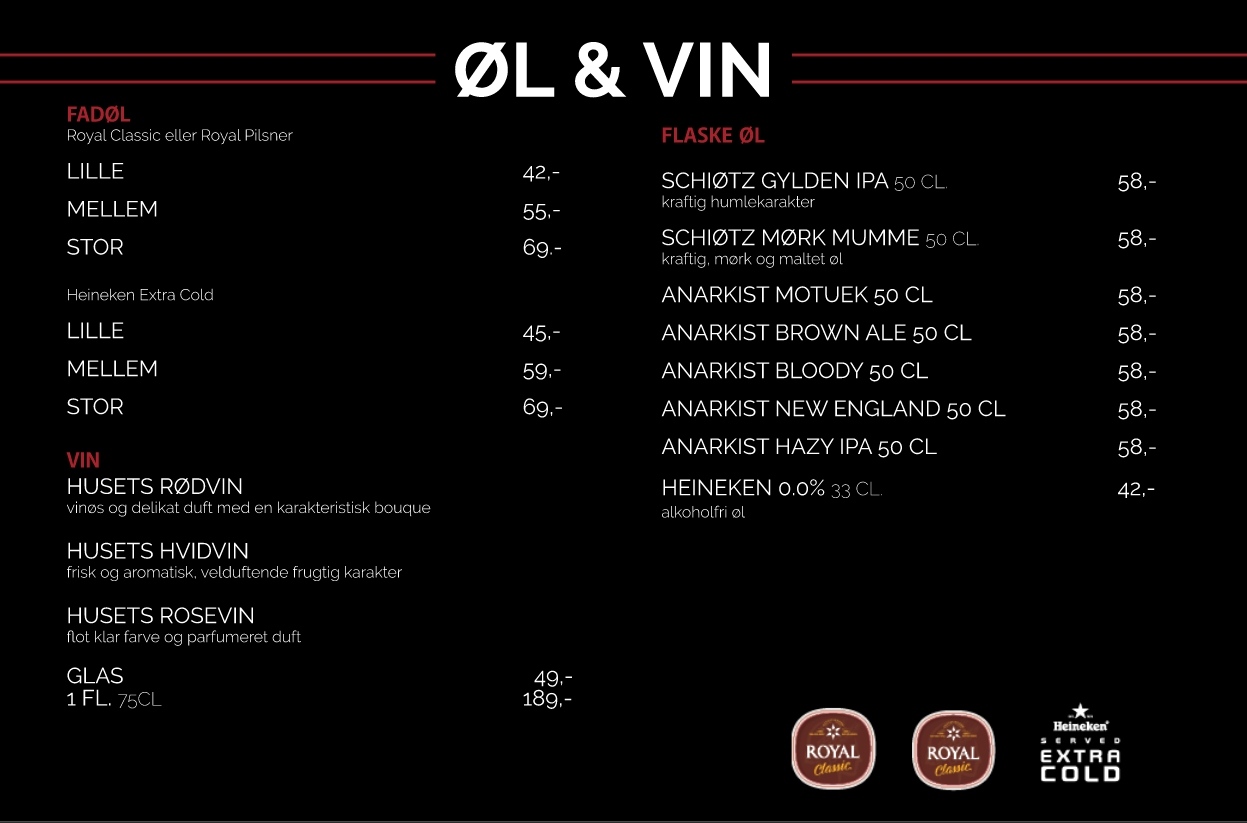 ØL & VIN
FADØL
Royal Classic eller Royal Pilsner
LILLE 42,-
MELLEM 55,-
STOR 69.-
Heineken Extra Cold
LILLE 45,-
MELLEM 59,-
STOR 69,-
VIN
HUSETS RØDVIN
vinøs og delikat duft med en karakteristisk bouque
HUSETS HVIDVIN
frisk og aromatisk, velduftende frugtig karakter
HUSETS ROSEVIN
flot klar farve og parfumeret duft
GLAS 49,-
1 FL. 75CL 189,-
FLASKE ØL
SCHIØTZ GYLDEN IPA 50 CL. 58,-
kraftig humlekarakter
SCHIØTZ MØRK MUMME 50 CL. 58,-
kraftig, mørk og maltet øl
ANARKIST MOTUEK 50 CL 58,-
ANARKIST BROWN ALE 50 CL 58,-
ANARKIST BLOODY 50 CL 58,-
ANARKIST NEW ENGLAND 50 CL 58,-
ANARKIST HAZY IPA 50 CL 58,-
HEINEKEN 0.0% 33 CL. 42,-
alkoholfri øl
ROYAL
Classic
ROYAL
Classic
Heineken
SERVED
EXTRA
COLD